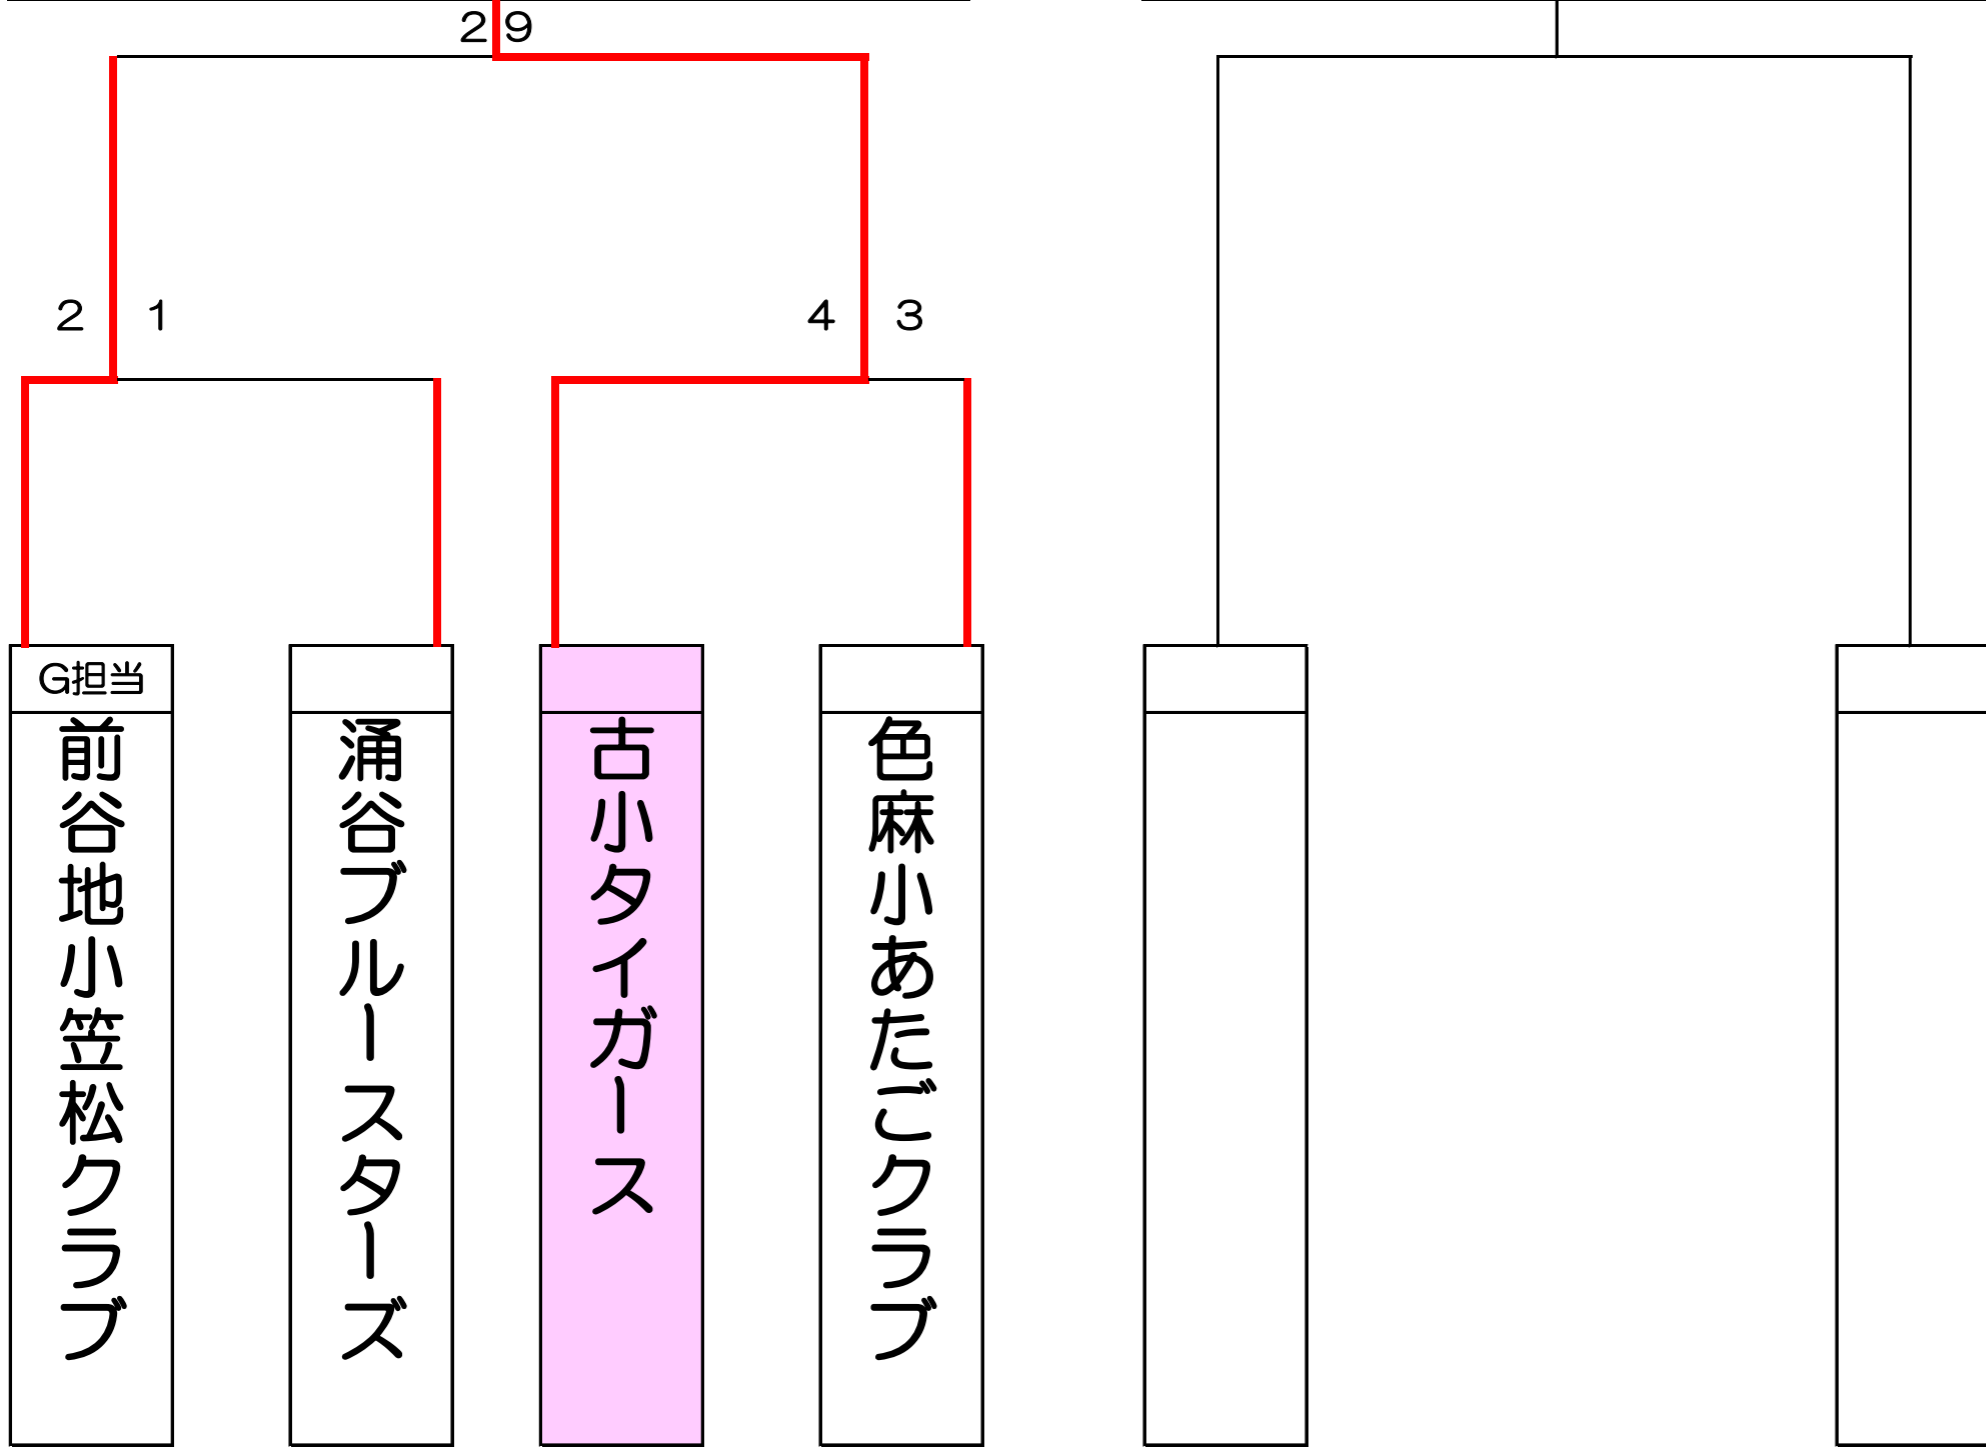 ２ ９
２ １
４ ３
G担当
前谷地小笠松クラブ
涌谷ブルースターズ
古小タイガース
色麻小あたごクラブ